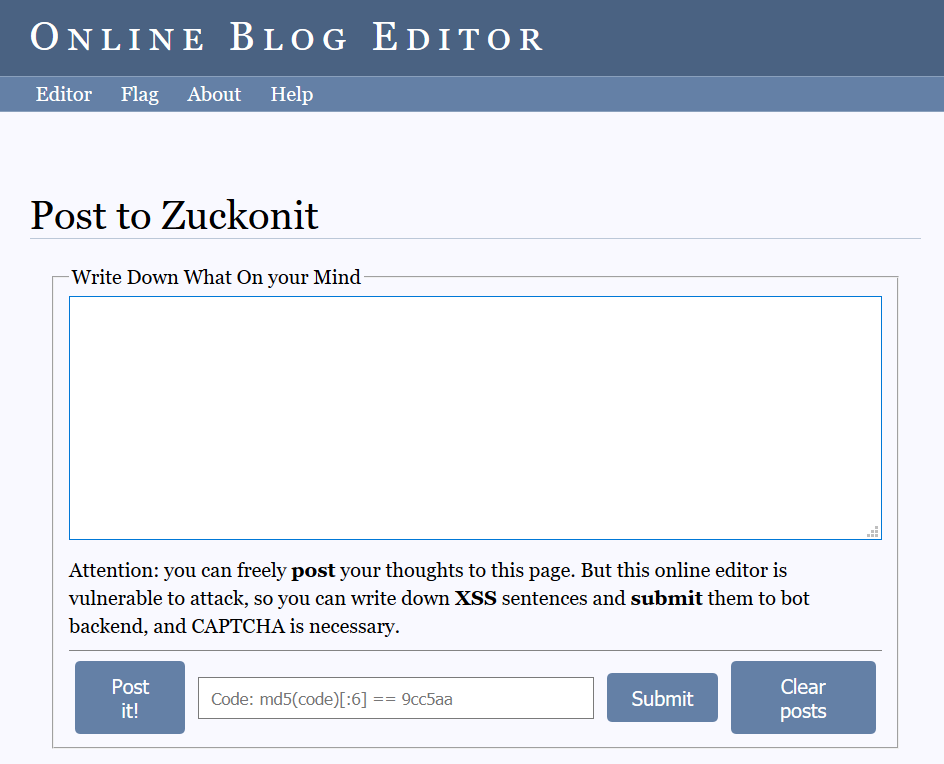 Online Blog Editor
Editor Flag About Help
Post to Zuckonit
Write Down What On your Mind
Attention: you can freely post your thoughts to this page. But this online editor is
vulnerable to attack, so you can write down XSS sentences and submit them to bot
backend, and CAPTCHA is necessary.
Post
it!
Code: md5(code)[:6] == 9cc5aa
Submit
Clear
posts